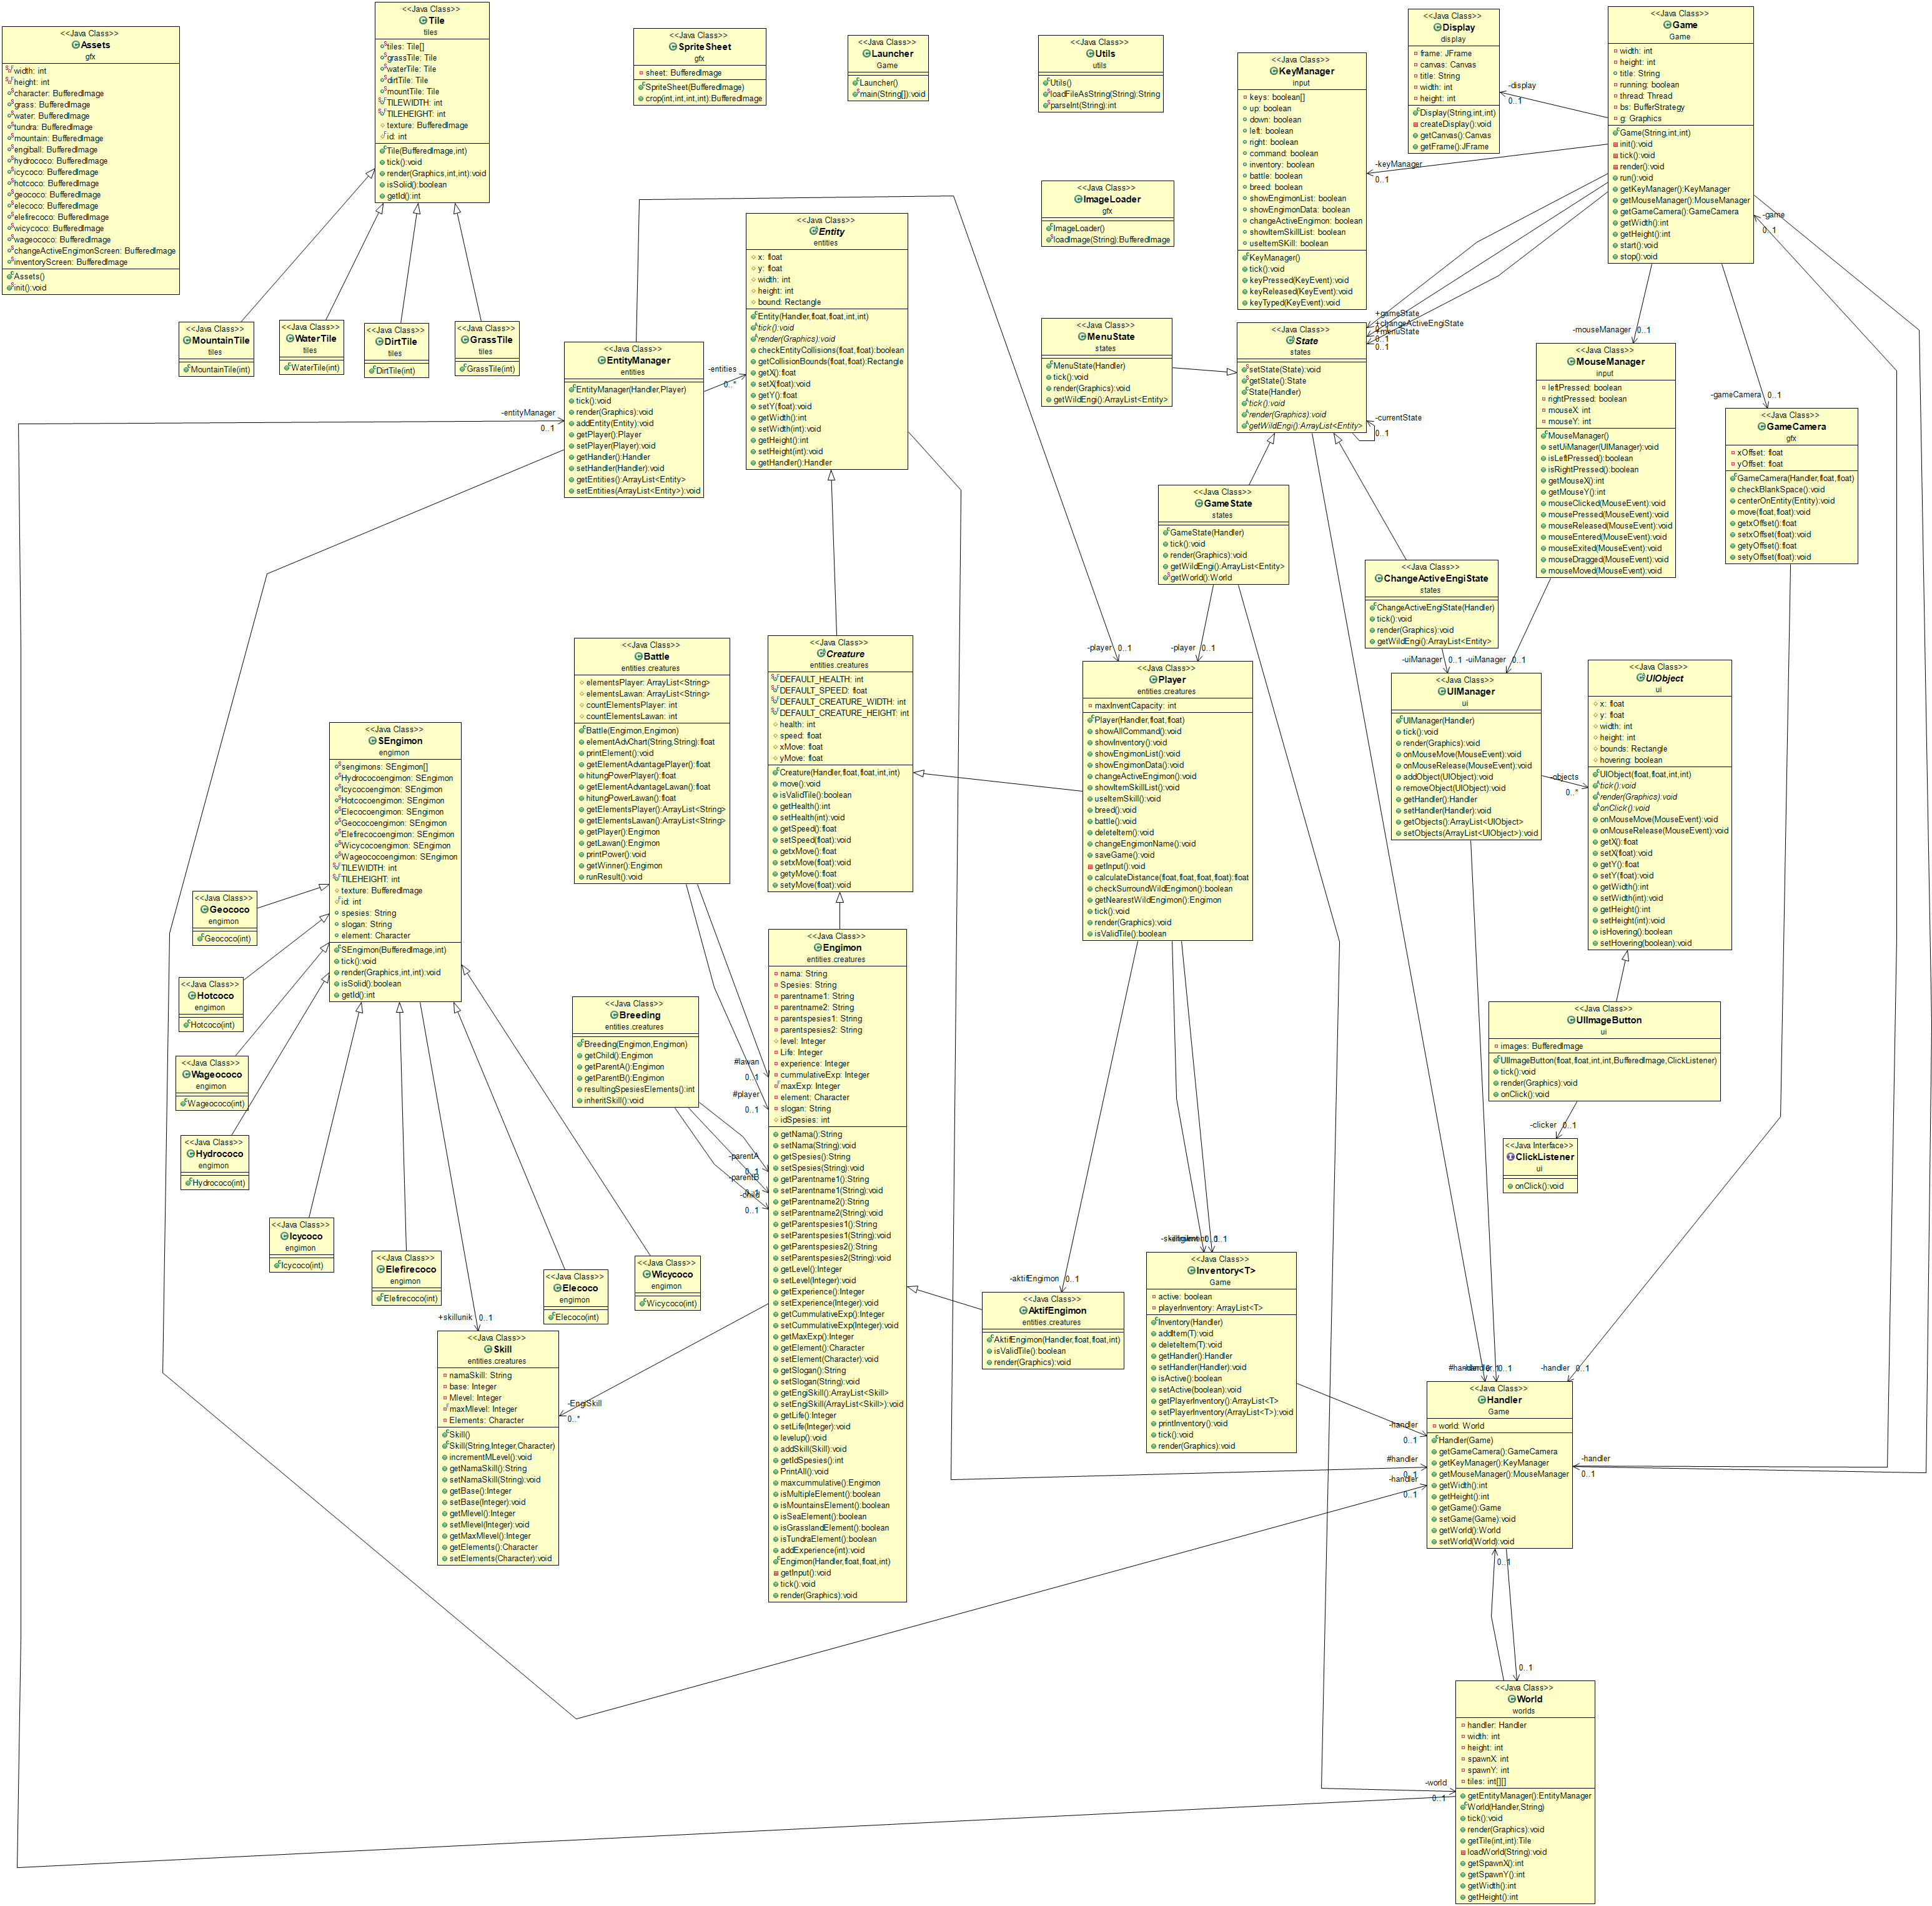 <<Java Class>>
Assets
gfx
width: int
height: int
character: BufferedImage
grass: BufferedImage
water: BufferedImage
tundra: BufferedImage
mountain: BufferedImage
engiball: BufferedImage
hydrococo: BufferedImage
icycoco: BufferedImage
hotcoco: BufferedImage
geococo: BufferedImage
elecoco: BufferedImage
elefirecoco: BufferedImage
wicycoco: BufferedImage
wageococo: BufferedImage
changeActiveEngimonScreen: BufferedImage
inventoryScreen: BufferedImage
Assets()
init():void
<<Java Class>>
Tile
tiles
tiles: Tile[]
grassTile: Tile
waterTile: Tile
dirtTile: Tile
mountTile: Tile
TILEWIDTH: int
TILEHEIGHT: int
texture: BufferedImage
id: int
Tile(BufferedImage,int)
tick():void
render(Graphics,int,int):void
isSolid():boolean
getId():int
<<Java Class>>
SpriteSheet
gfx
sheet: BufferedImage
SpriteSheet(BufferedImage)
crop(int,int,int,int):BufferedImage
<<Java Class>>
Launcher
Game
Launcher()
main(String[]):void
<<Java Class>>
Utils
utils
Utils()
loadFileAsString(String):String
parseInt(String):int
<<Java Class>>
KeyManager
input
keys: boolean[]
up: boolean
down: boolean
left: boolean
right: boolean
command: boolean
inventory: boolean
battle: boolean
breed: boolean
showEngimonList: boolean
showEngimonData: boolean
changeActiveEngimon: boolean
showItemSkillList: boolean
useItemSKill: boolean
KeyManager()
tick():void
keyPressed(KeyEvent):void
keyReleased(KeyEvent):void
keyTyped(KeyEvent):void
<<Java Class>>
Display
display
frame: JFrame
canvas: Canvas
title: String
width: int
height: int
Display(String,int,int)
createDisplay():void
getCanvas():Canvas
getFrame():JFrame
<<Java Class>>
Game
Game
width: int
height: int
title: String
running: boolean
thread: Thread
bs: BufferStrategy
g: Graphics
Game(String,int,int)
init():void
tick():void
render():void
run():void
getKeyManager():KeyManager
getMouseManager():MouseManager
getGameCamera():GameCamera
getWidth():int
getHeight():int
start():void
stop():void
-display
0..1
-keyManager
0..1
-game
0..1
<<Java Class>>
ImageLoader
gfx
ImageLoader()
loadImage(String):BufferedImage
<<Java Class>>
MountainTile
tiles
MountainTile(int)
<<Java Class>>
WaterTile
tiles
WaterTile(int)
<<Java Class>>
DirtTile
tiles
DirtTile(int)
<<Java Class>>
GrassTile
tiles
GrassTile(int)
<<Java Class>>
EntityManager
entities
EntityManager(Handler,Player)
tick():void
render(Graphics):void
addEntity(Entity):void
getPlayer():Player
setPlayer(Player):void
getHandler():Handler
setHandler(Handler):void
getEntities():ArrayList<Entity>
setEntities(ArrayList<Entity>):void
-entities
0..*
-entityManager
0..1
<<Java Class>>
Entity
entities
x: float
y: float
width: int
height: int
bound: Rectangle
Entity(Handler,float,float,int,int)
tick():void
render(Graphics):void
checkEntityCollisions(float,float):boolean
getCollisionBounds(float,float):Rectangle
getX():float
setX(float):void
getY():float
setY(float):void
getWidth():int
setWidth(int):void
getHeight():int
setHeight(int):void
getHandler():Handler
<<Java Class>>
MenuState
states
MenuState(Handler)
tick():void
render(Graphics):void
getWildEngi():ArrayList<Entity>
+gameState
+changeActiveEngiState
0..1
+menuState
0..1
<<Java Class>>
State
states
setState(State):void
getState():State
State(Handler)
tick():void
render(Graphics):void
getWildEngi():ArrayList<Entity>
-currentState
0..1
-mouseManager
0..1
<<Java Class>>
MouseManager
input
leftPressed: boolean
rightPressed: boolean
mouseX: int
mouseY: int
MouseManager()
setUiManager(UIManager):void
isLeftPressed():boolean
isRightPressed():boolean
getMouseX():int
getMouseY():int
mouseClicked(MouseEvent):void
mousePressed(MouseEvent):void
mouseReleased(MouseEvent):void
mouseEntered(MouseEvent):void
mouseExited(MouseEvent):void
mouseDragged(MouseEvent):void
mouseMoved(MouseEvent):void
-gameCamera
0..1
<<Java Class>>
GameCamera
gfx
xOffset: float
yOffset: float
GameCamera(Handler,float,float)
checkBlankSpace():void
centerOnEntity(Entity):void
move(float,float):void
getxOffset():float
setxOffset(float):void
getyOffset():float
setyOffset(float):void
<<Java Class>>
GameState
states
GameState(Handler)
tick():void
render(Graphics):void
getWildEngi():ArrayList<Entity>
getWorld():World
<<Java Class>>
ChangeActiveEngiState
states
ChangeActiveEngiState(Handler)
tick():void
render(Graphics):void
getWildEngi():ArrayList<Entity>
-player
0..1
-player
0..1
-uiManager
0..1
-uiManager
0..1
<<Java Class>>
Battle
entities.creatures
elementsPlayer: ArrayList<String>
elementsLawan: ArrayList<String>
countElementsPlayer: int
countElementsLawan: int
Battle(Engimon,Engimon)
elementAdvChart(String,String):float
printElement():void
getElementAdvantagePlayer():float
hitungPowerPlayer():float
getElementAdvantageLawan():float
hitungPowerLawan():float
getElementsPlayer():ArrayList<String>
getElementsLawan():ArrayList<String>
getPlayer():Engimon
getLawan():Engimon
printPower():void
getWinner():Engimon
runResult():void
<<Java Class>>
Creature
entities.creatures
DEFAULT_HEALTH: int
DEFAULT_SPEED: float
DEFAULT_CREATURE_WIDTH: int
DEFAULT_CREATURE_HEIGHT: int
health: int
speed: float
xMove: float
yMove: float
Creature(Handler,float,float,int,int)
move():void
isValidTile():boolean
getHealth():int
setHealth(int):void
getSpeed():float
setSpeed(float):void
getxMove():float
setxMove(float):void
getyMove():float
setyMove(float):void
<<Java Class>>
Player
entities.creatures
maxInventCapacity: int
Player(Handler,float,float)
showAllCommand():void
showInventory():void
showEngimonList():void
showEngimonData():void
changeActiveEngimon():void
showItemSkillList():void
useItemSkill():void
breed():void
battle():void
deleteItem():void
changeEngimonName():void
saveGame():void
getInput():void
calculateDistance(float,float,float,float):float
checkSurroundWildEngimon():boolean
getNearestWildEngimon():Engimon
tick():void
render(Graphics):void
isValidTile():boolean
<<Java Class>>
UIManager
ui
UIManager(Handler)
tick():void
render(Graphics):void
onMouseMove(MouseEvent):void
onMouseRelease(MouseEvent):void
addObject(UIObject):void
removeObject(UIObject):void
getHandler():Handler
setHandler(Handler):void
getObjects():ArrayList<UIObject>
setObjects(ArrayList<UIObject>):void
-objects
0..*
<<Java Class>>
UIObject
ui
x: float
y: float
width: int
height: int
bounds: Rectangle
hovering: boolean
UIObject(float,float,int,int)
tick():void
render(Graphics):void
onClick():void
onMouseMove(MouseEvent):void
onMouseRelease(MouseEvent):void
getX():float
setX(float):void
getY():float
setY(float):void
getWidth():int
setWidth(int):void
getHeight():int
setHeight(int):void
isHovering():boolean
setHovering(boolean):void
<<Java Class>>
SEngimon
engimon
sengimons: SEngimon[]
Hydrococoengimon: SEngimon
Icycocoengimon: SEngimon
Hotcocoengimon: SEngimon
Elecocoengimon: SEngimon
Geococoengimon: SEngimon
Elefirecocoengimon: SEngimon
Wicycocoengimon: SEngimon
Wageococoengimon: SEngimon
TILEWIDTH: int
TILEHEIGHT: int
texture: BufferedImage
id: int
spesies: String
slogan: String
element: Character
SEngimon(BufferedImage,int)
tick():void
render(Graphics,int,int):void
isSolid():boolean
getId():int
<<Java Class>>
Geococo
engimon
Geococo(int)
<<Java Class>>
Hotcoco
engimon
Hotcoco(int)
<<Java Class>>
Wageococo
engimon
Wageococo(int)
<<Java Class>>
Hydrococo
engimon
Hydrococo(int)
<<Java Class>>
Icycoco
engimon
Icycoco(int)
<<Java Class>>
Elefirecoco
engimon
Elefirecoco(int)
<<Java Class>>
Elecoco
engimon
Elecoco(int)
<<Java Class>>
Wicycoco
engimon
Wicycoco(int)
<<Java Class>>
Breeding
entities.creatures
Breeding(Engimon,Engimon)
getChild():Engimon
getParentA():Engimon
getParentB():Engimon
resultingSpesiesElements():int
inheritSkill():void
#lawan
0..1
#player
0..1
-parentA
0..1
-parentB
0..1
-child
0..1
<<Java Class>>
Engimon
entities.creatures
nama: String
Spesies: String
parentname1: String
parentname2: String
parentspesies1: String
parentspesies2: String
level: Integer
Life: Integer
experience: Integer
cummulativeExp: Integer
maxExp: Integer
element: Character
slogan: String
idSpesies: int
getNama():String
setNama(String):void
getSpesies():String
setSpesies(String):void
getParentname1():String
setParentname1(String):void
getParentname2():String
setParentname2(String):void
getParentspesies1():String
setParentspesies1(String):void
getParentspesies2():String
setParentspesies2(String):void
getLevel():Integer
setLevel(Integer):void
getExperience():Integer
setExperience(Integer):void
getCummulativeExp():Integer
setCummulativeExp(Integer):void
getMaxExp():Integer
getElement():Character
setElement(Character):void
getSlogan():String
setSlogan(String):void
getEngiSkill():ArrayList<Skill>
setEngiSkill(ArrayList<Skill>):void
getLife():Integer
setLife(Integer):void
levelup():void
addSkill(Skill):void
getIdSpesies():int
PrintAll():void
maxcummulative():Engimon
isMultipleElement():boolean
isMountainsElement():boolean
isSeaElement():boolean
isGrasslandElement():boolean
isTundraElement():boolean
addExperience(int):void
Engimon(Handler,float,float,int)
getInput():void
tick():void
render(Graphics):void
<<Java Class>>
UIImageButton
ui
images: BufferedImage
UIImageButton(float,float,int,int,BufferedImage,ClickListener)
tick():void
render(Graphics):void
onClick():void
-clicker
0..1
<<Java Interface>>
ClickListener
ui
onClick():void
+skillunik
0..1
<<Java Class>>
Skill
entities.creatures
namaSkill: String
base: Integer
Mlevel: Integer
maxMlevel: Integer
Elements: Character
Skill()
Skill(String,Integer,Character)
incrementMLevel():void
getNamaSkill():String
setNamaSkill(String):void
getBase():Integer
setBase(Integer):void
getMlevel():Integer
setMlevel(Integer):void
getMaxMlevel():Integer
getElements():Character
setElements(Character):void
-EngiSkill
0..*
-aktifEngimon
0..1
<<Java Class>>
AktifEngimon
entities.creatures
AktifEngimon(Handler,float,float,int)
isValidTile():boolean
render(Graphics):void
0..1
<<Java Class>>
Inventory<T>
Game
active: boolean
playerInventory: ArrayList<T>
Inventory(Handler)
addItem(T):void
deleteItem(T):void
getHandler():Handler
setHandler(Handler):void
isActive():boolean
setActive(boolean):void
getPlayerInventory():ArrayList<T>
setPlayerInventory(ArrayList<T>):void
printInventory():void
tick():void
render(Graphics):void
#handler
-handler
0..1
-handler
0..1
-handler
0..1
#handler
0..1
-handler
0..1
-handler
0..1
<<Java Class>>
Handler
Game
world: World
Handler(Game)
getGameCamera():GameCamera
getKeyManager():KeyManager
getMouseManager():MouseManager
getWidth():int
getHeight():int
getGame():Game
setGame(Game):void
getWorld():World
setWorld(World):void
0..1
0..1
-world
0..1
<<Java Class>>
World
worlds
handler: Handler
width: int
height: int
spawnX: int
spawnY: int
tiles: int[][]
getEntityManager():EntityManager
World(Handler,String)
tick():void
render(Graphics):void
getTile(int,int):Tile
loadWorld(String):void
getSpawnX():int
getSpawnY():int
getWidth():int
getHeight():int